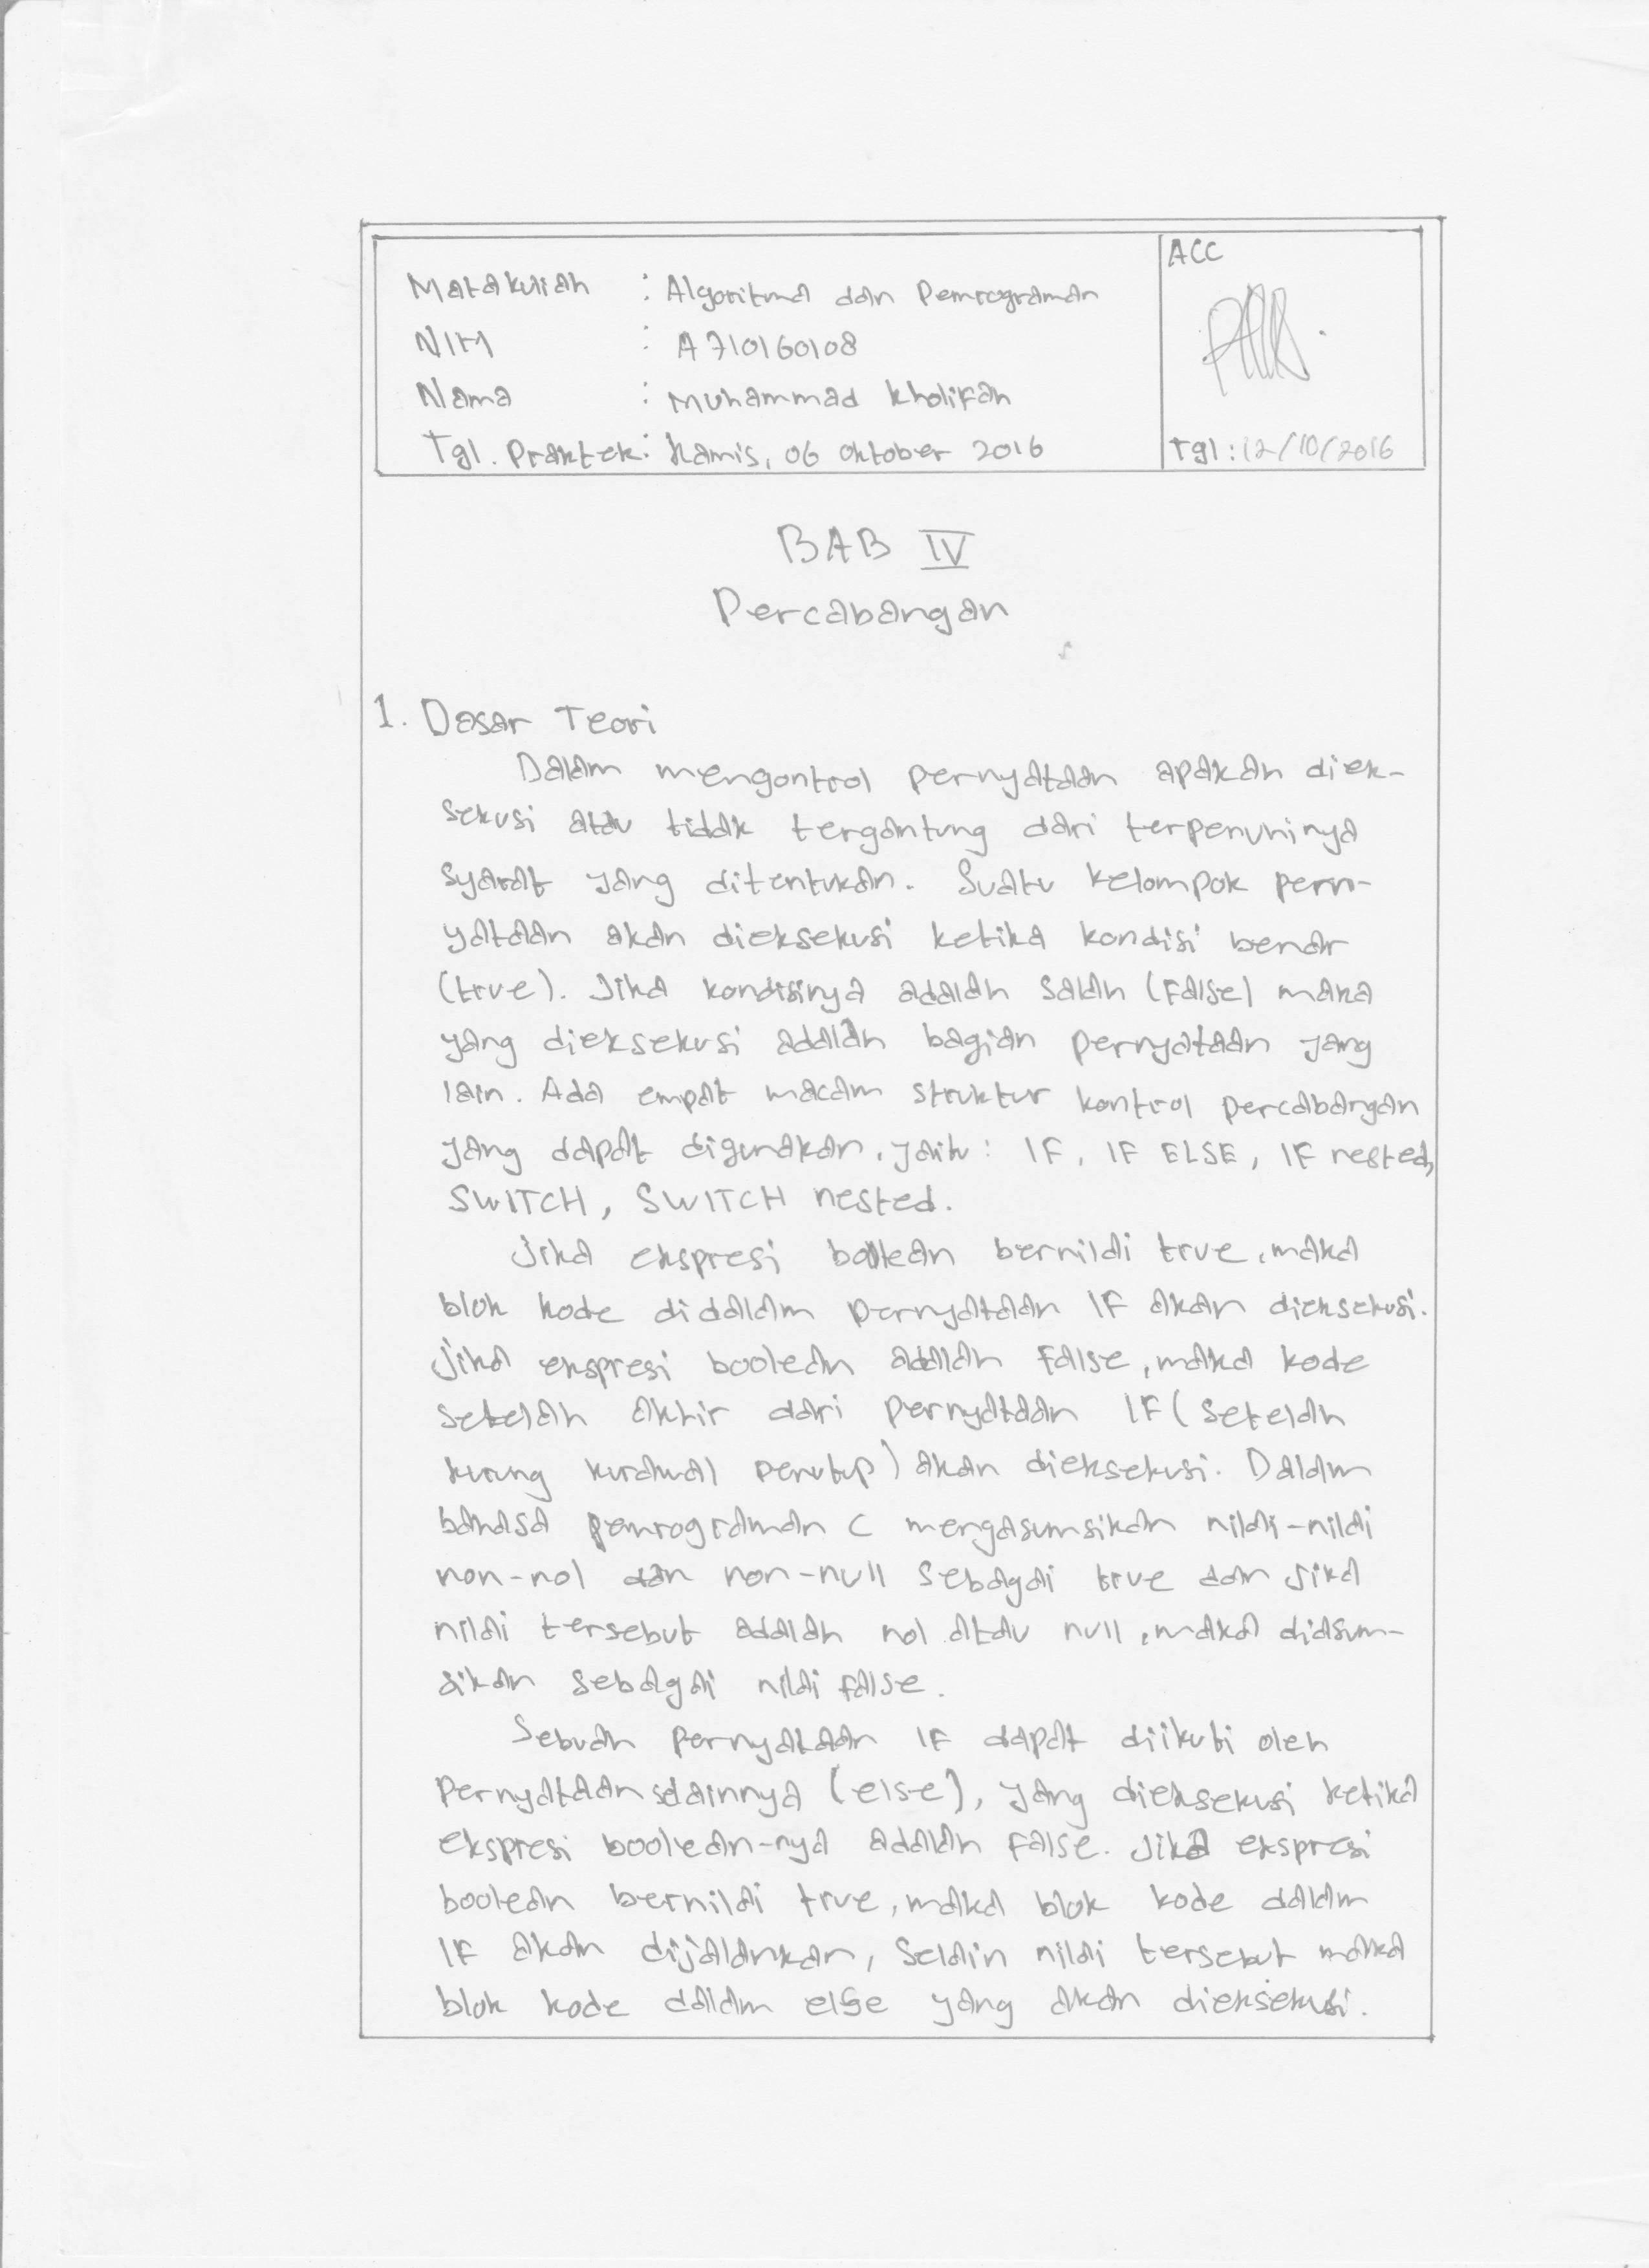 ACC
Matakuliah : Algoritma dan Pemrograman
NIM : A710160108
Nama : Muhammad Kholifah
Tgl. Praktek : Kamis, 06 Oktober 2016
Tgl : 12/10/2016
BAB IV
Percabangan
1. Dasar Teori
Dalam mengontrol pernyataan apakah diek-
sekusi atau tidak tergantung dari terpenuhinya
syarat yang ditentukan. Suatu kelompok pern-
yataan akan dieksekusi ketika kondisi benar
(true). Jika kondisinya adalah salah (false) maka
yang dieksekusi adalah bagian pernyataan yang
lain. Ada empat macam struktur kontrol percabangan
yang dapat digunakan, yaitu : IF, IF ELSE, IF nested,
SWITCH, SWITCH nested.
Jika ekspresi boolean bernilai true, maka
blok kode didalam pernyataan IF akan dieksekusi.
Jika ekspresi boolean adalah false, maka kode
setelah akhir dari pernyataan IF (setelah
kurung kurawal penutup) akan dieksekusi. Dalam
bahasa pemrograman C mengasumsikan nilai-nilai
non-nol dan non-null sebagai true dan jika
nilai tersebut adalah nol atau null, maka diasum-
sikan sebagai nilai false.
Sebuah pernyataan IF dapat diikuti oleh
pernyataan selainnya (else), yang dieksekusi ketika
ekspresi boolean-nya adalah false. Jika ekspresi
boolean bernilai true, maka blok kode dalam
IF akan dijalankan, selain nilai tersebut maka
blok kode dalam else yang akan dieksekusi.